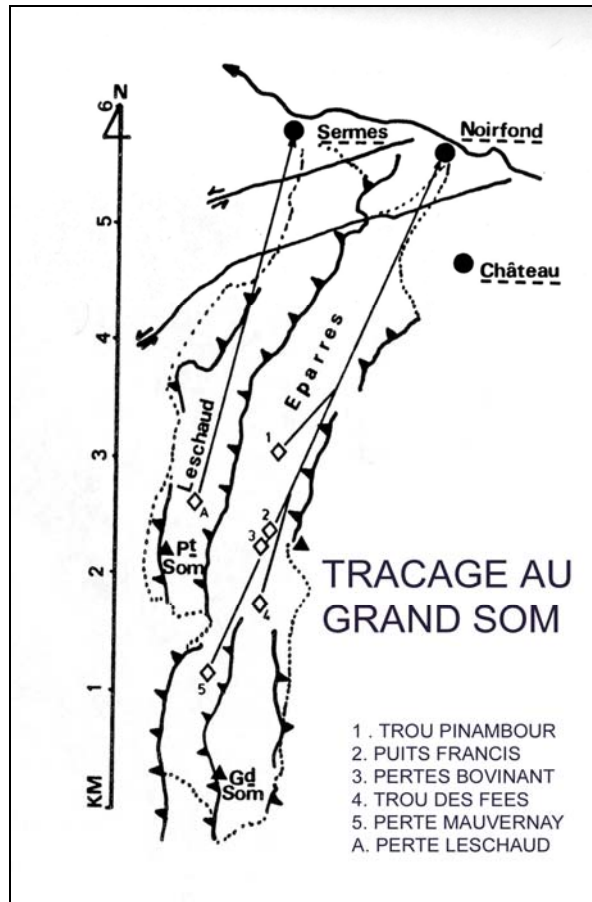 N
6
Sermes
Noirfond
5
Château
4
Eparres
Leschaud
1
3
A
2
3
Pt
Som
2
TRACAGE AU
GRAND SOM
4
5
1
Gd
Som
KM
1 . TROU PINAMBOUR
2. PUITS FRANCIS
3. PERTES BOVINANT
4. TROU DES FEES
5. PERTE MAUVERNAY
A. PERTE LESCHAUD